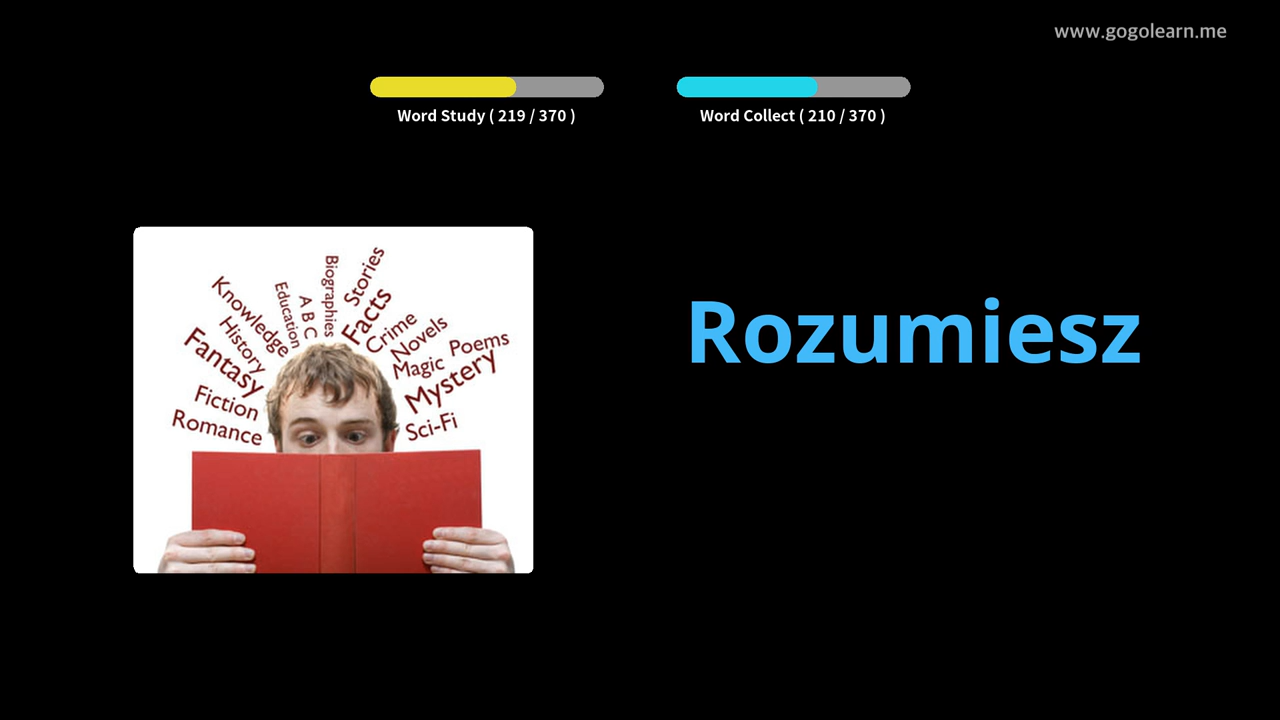 www.gogolearn.me
Word Study ( 219 / 370 )
Word Collect ( 210 / 370 )
Rozumiesz
Romance
Fiction
Fantasy
History
Knowledge
Education
A B C
Biographies
Stories
Facts
Crime
Novels
Magic
Poems
Mystery
Sci-Fi